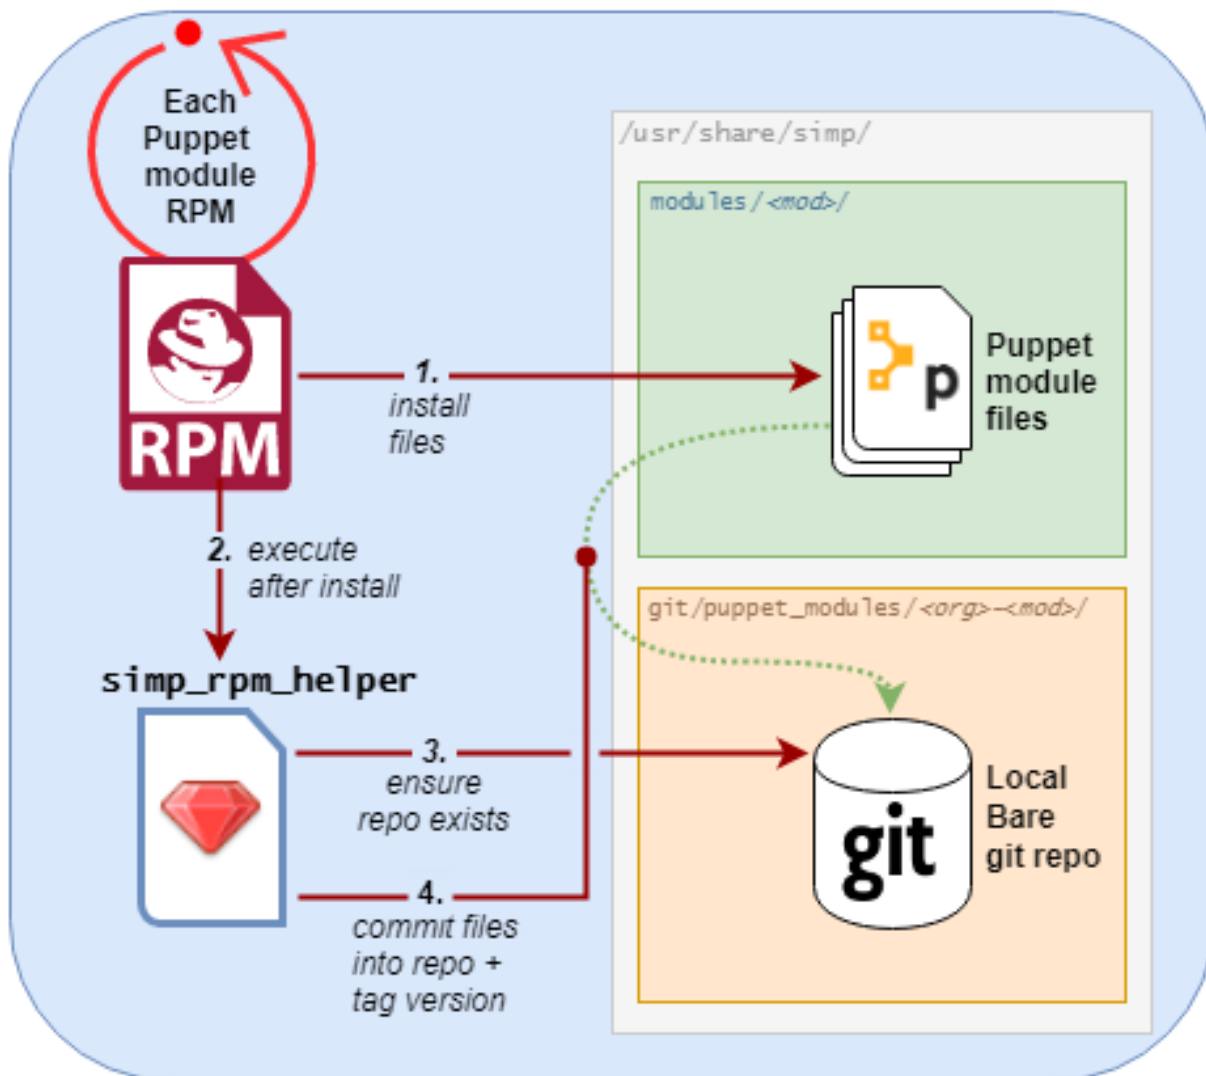 Each
Puppet
module
RPM
/usr/share/simp/
modules/<mod>/
RPM
1.
install
files
p
Puppet
module
files
2. execute
after install
git/puppet_modules/<org>-<mod>/
simp_rpm_helper
3.
ensure
repo exists
git
Local
Bare
git repo
4.
commit files
into repo +
tag version